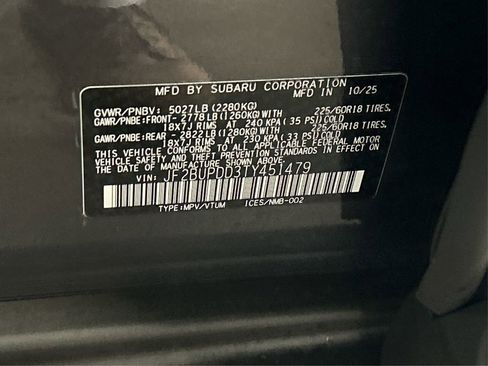 MFD BY SUBARU CORPORATION
MADE IN JAPAN 10/25
GVWR/PNBV: 5027LB (2280KG)
GAWR/PNBE:FRONT- 2778LB(1260KG)WITH 225/60R18 TIRES,
18X7J RIMS AT 240 KPA(35 PSI)COLD
GAWR/PNBE:REAR - 2822LB(1280KG)WITH 225/60R18 TIRES,
18X7J RIMS AT 230 KPA (33 PSI)COLD
THIS VEHICLE CONFORMS TO ALL APPLICABLE FEDERAL MOTOR
VEHICLE SAFETY AND BUMPER STANDARDS IN EFFECT ON
THE DATE OF MANUFACTURE SHOWN ABOVE.
VIN: JF2BUPDD3TY451479
TYPE:MPV/VTUM ICES/NMB-002